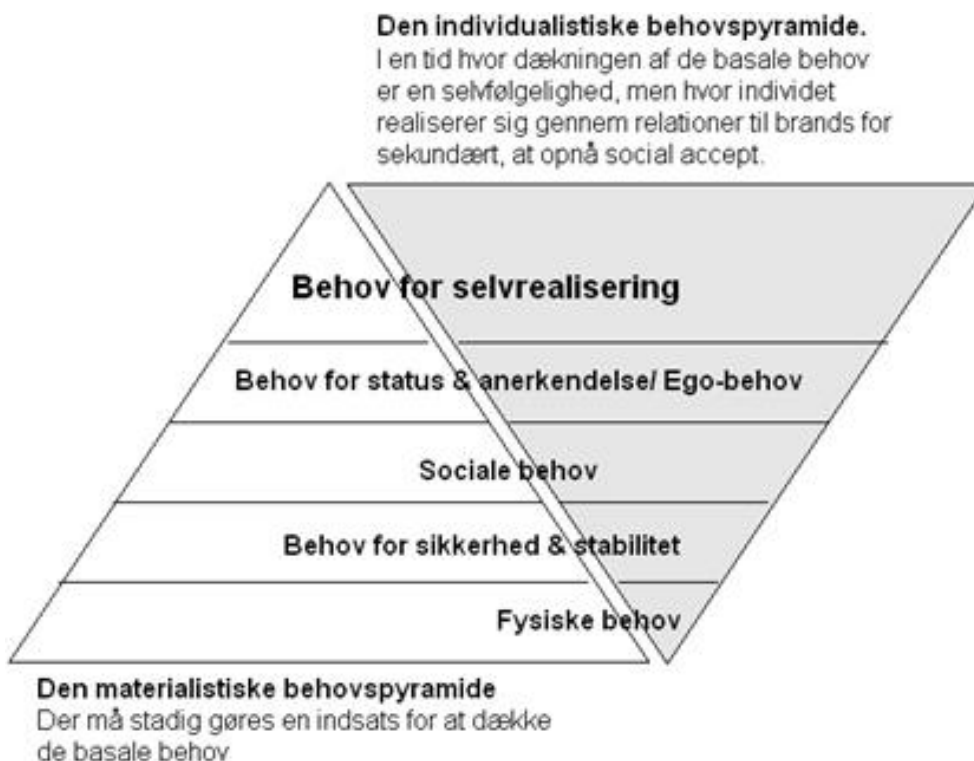 Den individualistiske behovspyramide.
I en tid hvor dækningen af de basale behov
er en selvfølgelighed, men hvor individet
realiserer sig gennem relationer til brands for
sekundært, at opnå social accept.
Behov for selvrealisering
Behov for status & anerkendelse/ Ego-behov
Sociale behov
Behov for sikkerhed & stabilitet
Fysiske behov
Den materialistiske behovspyramide
Der må stadig gøres en indsats for at dække
de basale behov